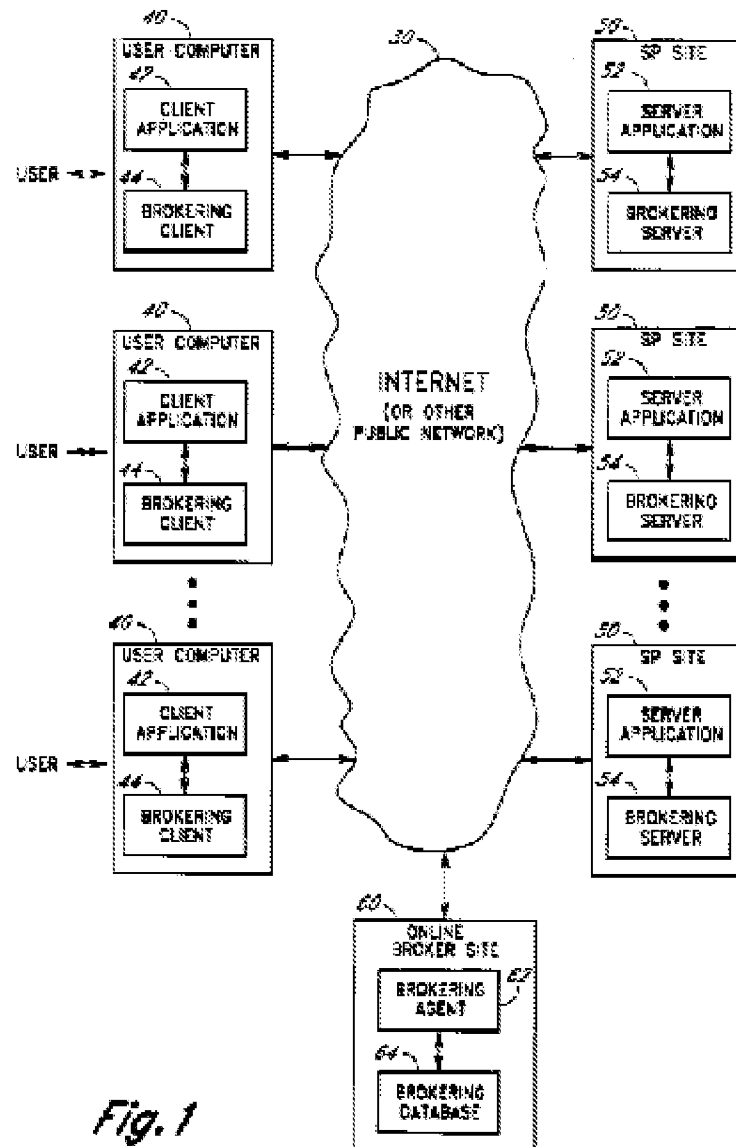 40
USER COMPUTER
42
CLIENT
APPLICATION
USER
44
BROKERING
CLIENT
30
50
SP SITE
52
SERVER
APPLICATION
54
BROKERING
SERVER
40
USER COMPUTER
42
CLIENT
APPLICATION
USER
44
BROKERING
CLIENT
INTERNET
(OR OTHER
PUBLIC NETWORK)
50
SP SITE
52
SERVER
APPLICATION
54
BROKERING
SERVER
40
USER COMPUTER
42
CLIENT
APPLICATION
USER
44
BROKERING
CLIENT
50
SP SITE
52
SERVER
APPLICATION
54
BROKERING
SERVER
60
ONLINE
BROKER SITE
62
BROKERING
AGENT
64
BROKERING
DATABASE
Fig. 1